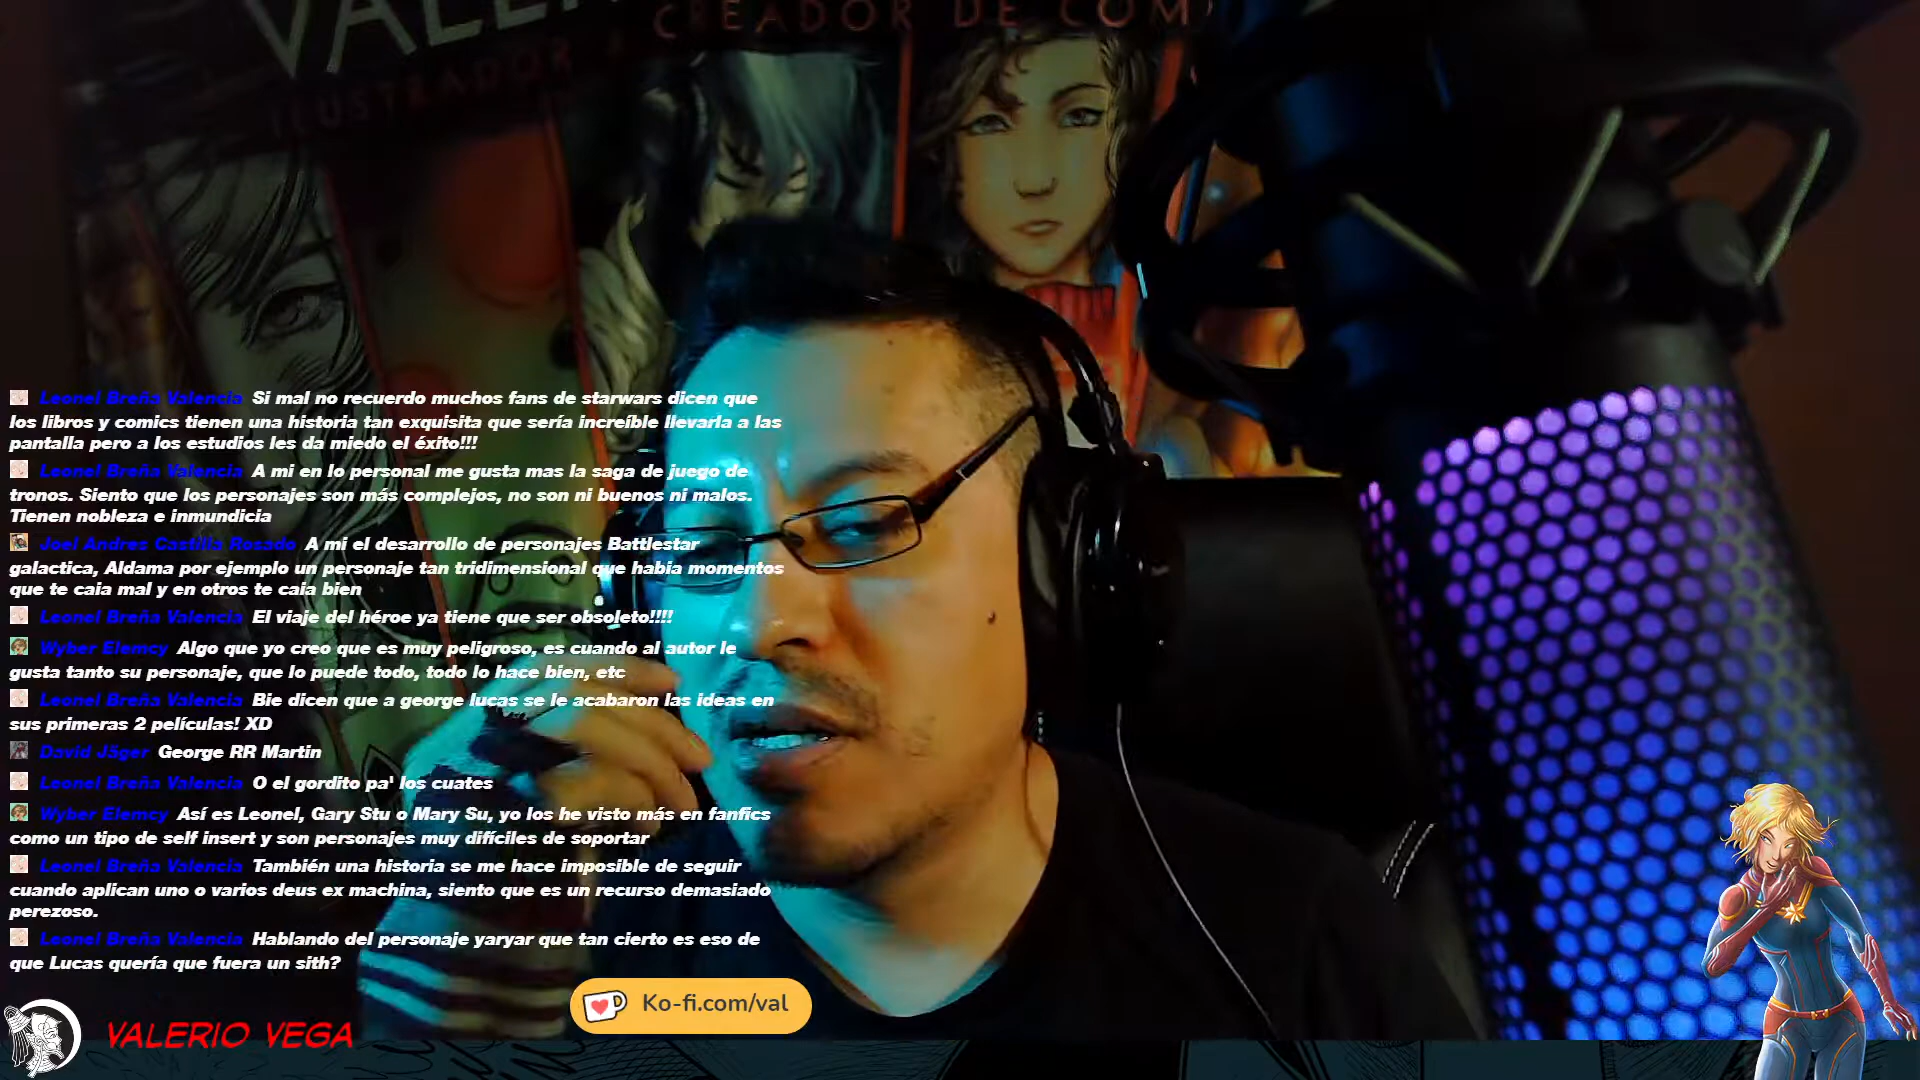 CREADOR DE COM
ILUSTRADOR
Leonel Breña Valencia Si mal no recuerdo muchos fans de starwars dicen que
los libros y comics tienen una historia tan exquisita que sería increíble llevarla a las
pantalla pero a los estudios les da miedo el éxito!!!
Leonel Breña Valencia A mi en lo personal me gusta mas la saga de juego de
tronos. Siento que los personajes son más complejos, no son ni buenos ni malos.
Tienen nobleza e inmundicia
Joel Andres Castilla Rosado A mi el desarrollo de personajes Battlestar
galactica, Aldama por ejemplo un personaje tan tridimensional que habia momentos
que te caia mal y en otros te caia bien
Leonel Breña Valencia El viaje del héroe ya tiene que ser obsoleto!!!!
Wyber Elemcy Algo que yo creo que es muy peligroso, es cuando al autor le
gusta tanto su personaje, que lo puede todo, todo lo hace bien, etc
Leonel Breña Valencia Bie dicen que a george lucas se le acabaron las ideas en
sus primeras 2 películas! XD
David Jäger George RR Martin
Leonel Breña Valencia O el gordito pa' los cuates
Wyber Elemcy Así es Leonel, Gary Stu o Mary Su, yo los he visto más en fanfics
como un tipo de self insert y son personajes muy difíciles de soportar
Leonel Breña Valencia También una historia se me hace imposible de seguir
cuando aplican uno o varios deus ex machina, siento que es un recurso demasiado
perezoso.
Leonel Breña Valencia Hablando del personaje yaryar que tan cierto es eso de
que Lucas quería que fuera un sith?
Ko-fi.com/val
VALERIO VEGA